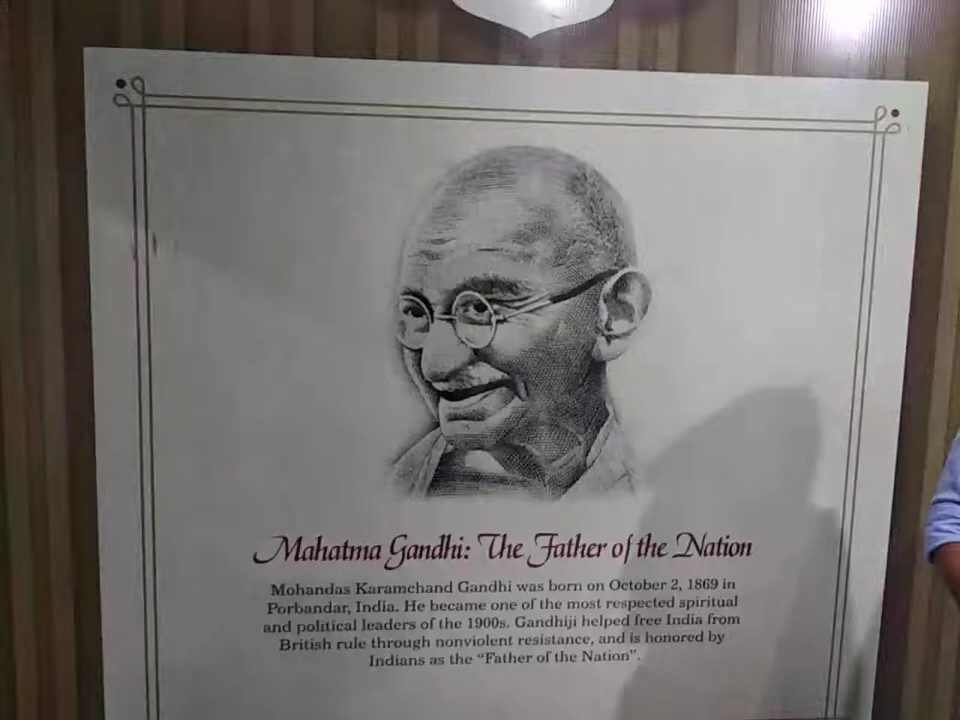 Mahatma Gandhi: The Father of the Nation
Mohandas Karamchand Gandhi was born on October 2, 1869 in
Porbandar, India. He became one of the most respected spiritual
and political leaders of the 1900s. Gandhiji helped free India from
British rule through nonviolent resistance, and is honored by
Indians as the “Father of the Nation”.